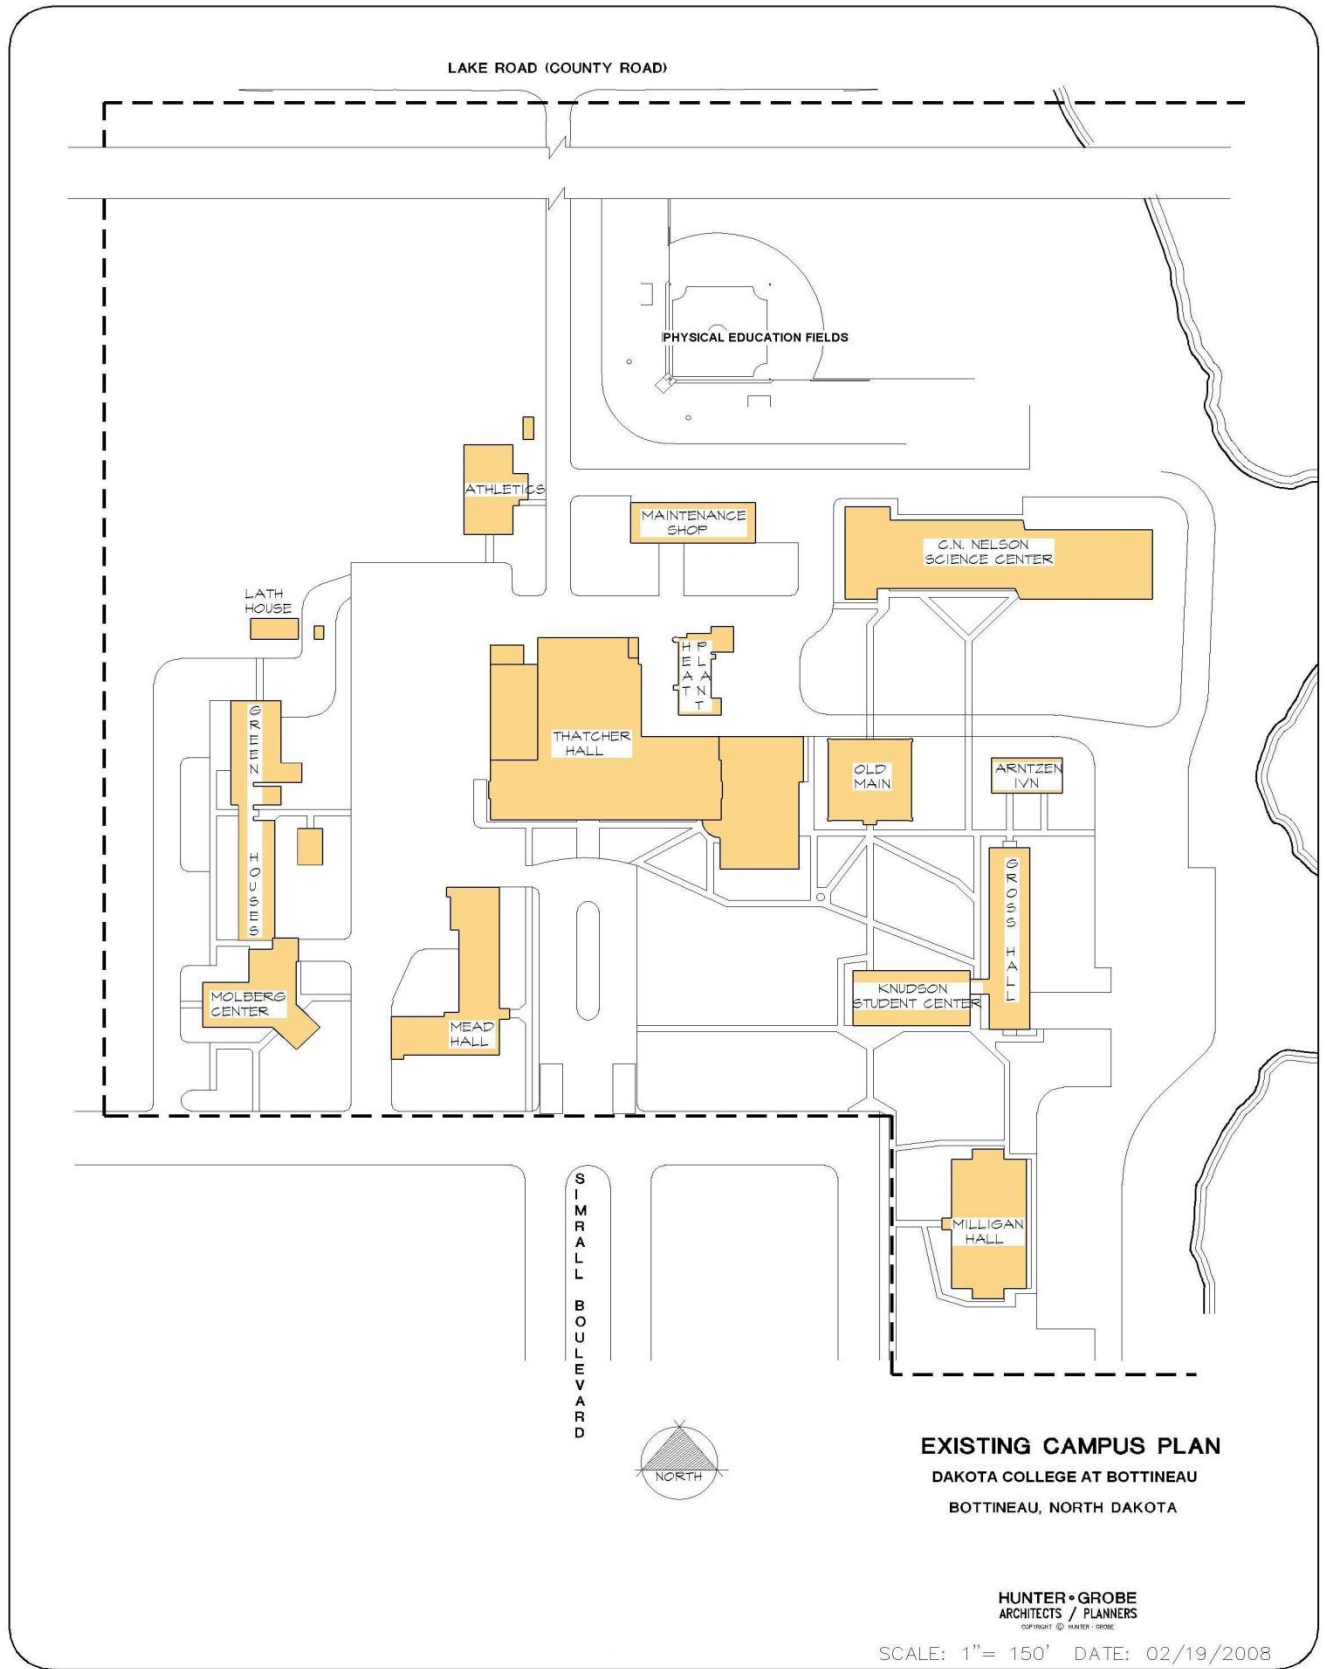 LAKE ROAD (COUNTY ROAD)
PHYSICAL EDUCATION FIELDS
ATHLETICS
MAINTENANCE
SHOP
C.N. NELSON
SCIENCE CENTER
LATH
HOUSE
HEAT
PLANT
GREEN HOUSES
THATCHER
HALL
OLD
MAIN
ARNTZEN
IVN
GROSS HALL
KNUDSON
STUDENT CENTER
MOLBERG
CENTER
MEAD
HALL
MILLIGAN
HALL
SIMRALL BOULEVARD
NORTH
EXISTING CAMPUS PLAN
DAKOTA COLLEGE AT BOTTINEAU
BOTTINEAU, NORTH DAKOTA
HUNTER • GROBE
ARCHITECTS / PLANNERS
COPYRIGHT © HUNTER · GROBE
SCALE: 1"= 150' DATE: 02/19/2008